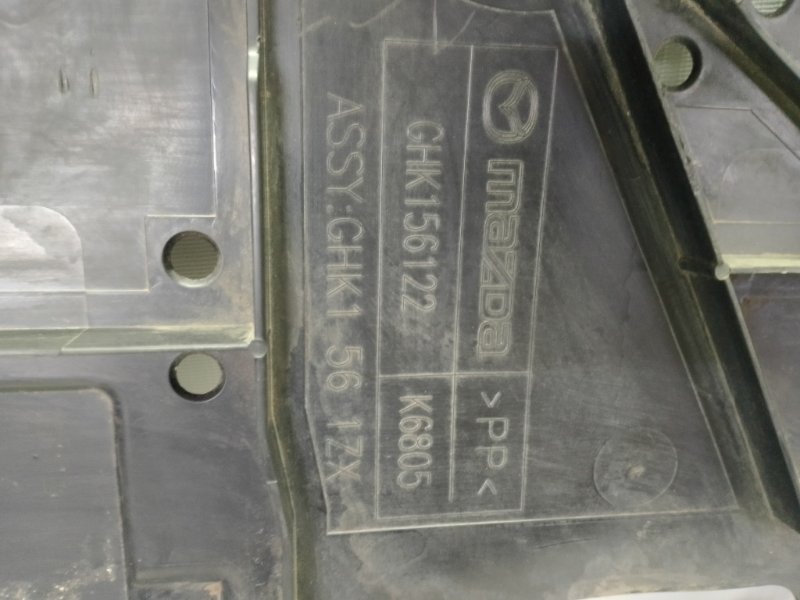 mazda >PP<
GHK156122 K6805
ASSY:GHK1 56 1ZX